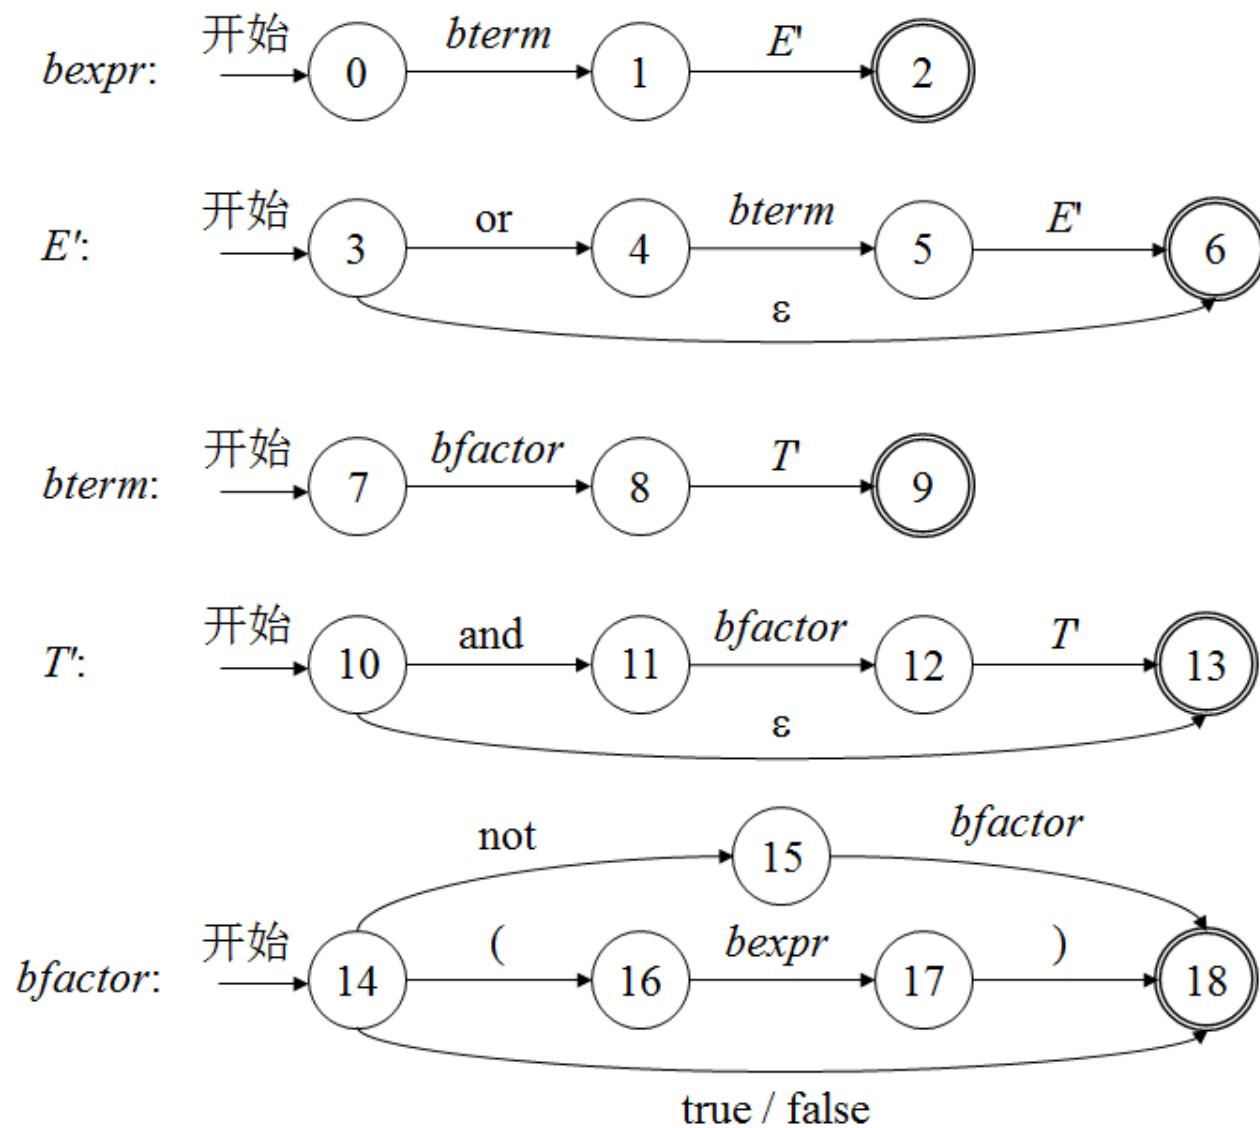 bexpr: 开始 0 bterm 1 E' 2
E': 开始 3 or 4 bterm 5 E' 6
ε
bterm: 开始 7 bfactor 8 T' 9
T': 开始 10 and 11 bfactor 12 T' 13
ε
not 15 bfactor
bfactor: 开始 14 ( 16 bexpr 17 ) 18
true / false